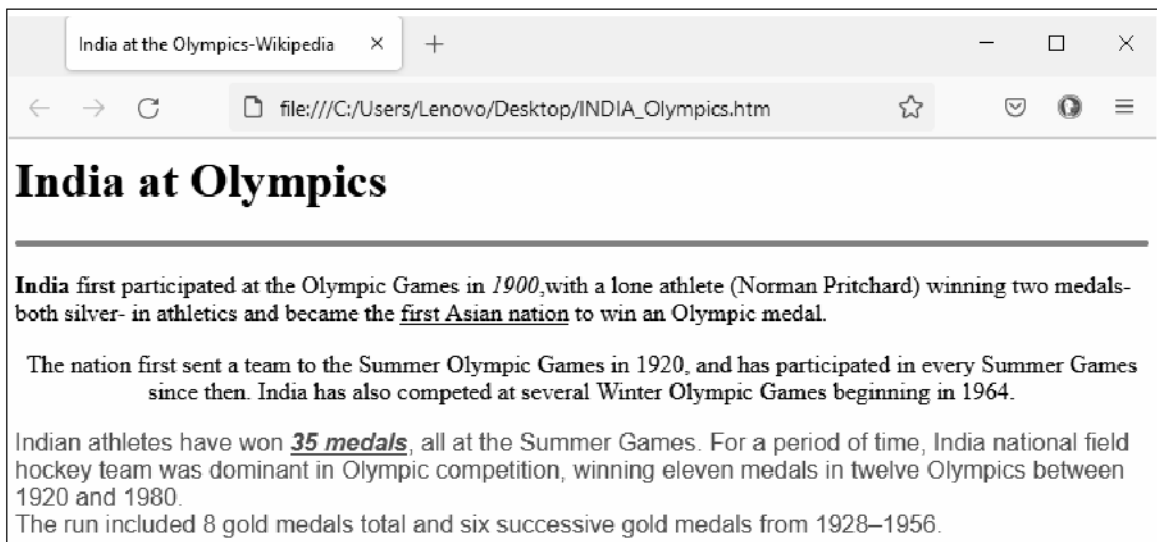 India at the Olympics-Wikipedia
file:///C:/Users/Lenovo/Desktop/INDIA_Olympics.htm
India at Olympics
India first participated at the Olympic Games in 1900,with a lone athlete (Norman Pritchard) winning two medals-
both silver- in athletics and became the first Asian nation to win an Olympic medal.
The nation first sent a team to the Summer Olympic Games in 1920, and has participated in every Summer Games
since then. India has also competed at several Winter Olympic Games beginning in 1964.
Indian athletes have won 35 medals, all at the Summer Games. For a period of time, India national field
hockey team was dominant in Olympic competition, winning eleven medals in twelve Olympics between
1920 and 1980.
The run included 8 gold medals total and six successive gold medals from 1928–1956.